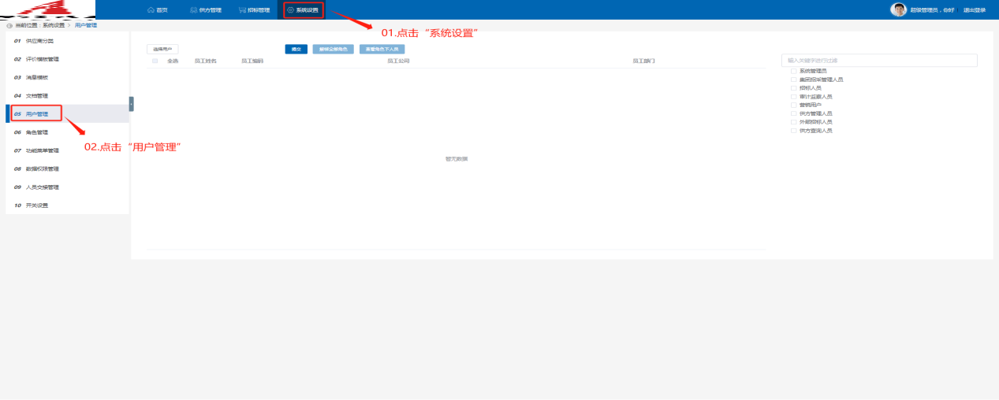 首页 供方管理 招标管理 系统设置 超级管理员，你好 退出登录
当前位置：系统设置 > 用户管理
01.点击“系统设置”
01 供应商分类
02 评价模板管理
03 消息模板
04 文档管理
05 用户管理
06 角色管理
07 功能菜单管理
08 数据权限管理
09 人员交接管理
10 开关设置
02.点击“用户管理”
选择用户 提交 解绑全部角色 查看角色下人员
全选 员工姓名 员工编码 员工公司 员工部门
暂无数据
输入关键字进行过滤
系统管理员
集团招采管理人员
招标人员
审计监察人员
营销用户
供方管理人员
外部招标人员
供方查询人员